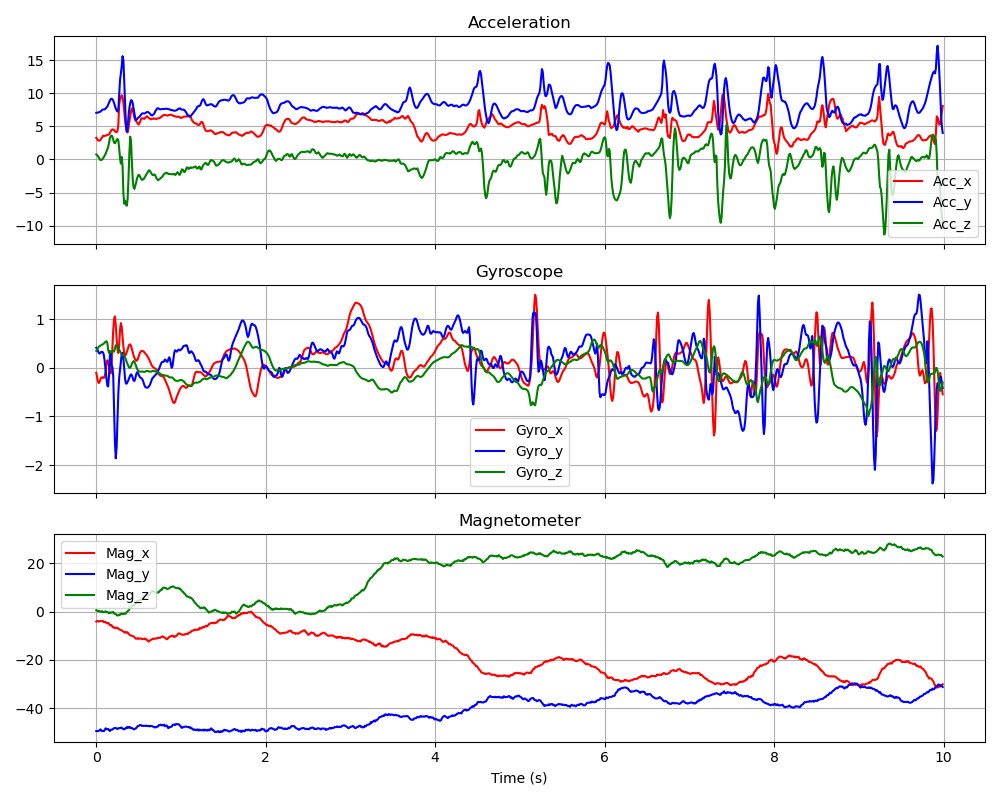 Acceleration
15
10
5
0
−5
−10
Acc_x
Acc_y
Acc_z
Gyroscope
1
0
−1
−2
Gyro_x
Gyro_y
Gyro_z
Magnetometer
20
0
−20
−40
Mag_x
Mag_y
Mag_z
0 2 4 6 8 10
Time (s)